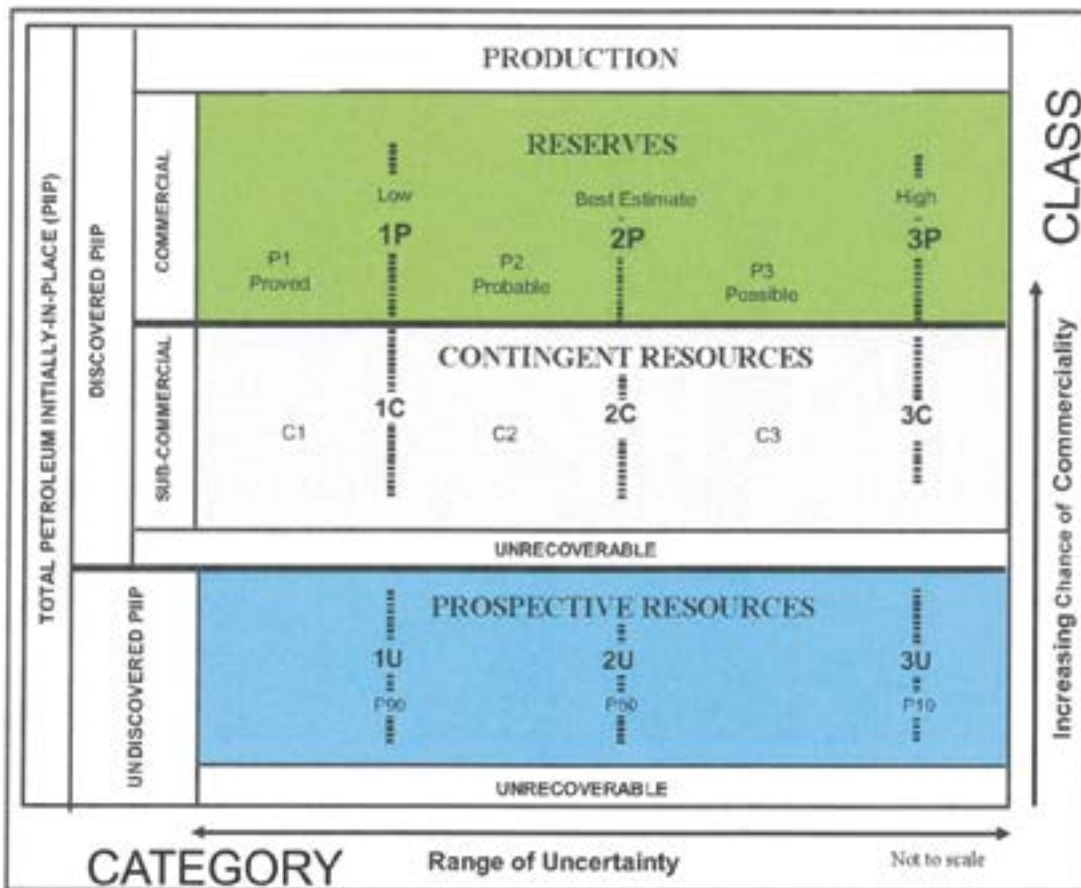 PRODUCTION
RESERVES
Low
Best Estimate
High
1P
2P
3P
P1
Proved
P2
Probable
P3
Possible
CONTINGENT RESOURCES
1C
2C
3C
C1
C2
C3
UNRECOVERABLE
PROSPECTIVE RESOURCES
1U
2U
3U
P90
P50
P10
UNRECOVERABLE
TOTAL PETROLEUM INITIALLY-IN-PLACE (PIIP)
DISCOVERED PIIP
UNDISCOVERED PIIP
COMMERCIAL
SUB-COMMERCIAL
CLASS
Increasing Chance of Commerciality
CATEGORY
Range of Uncertainty
Not to scale